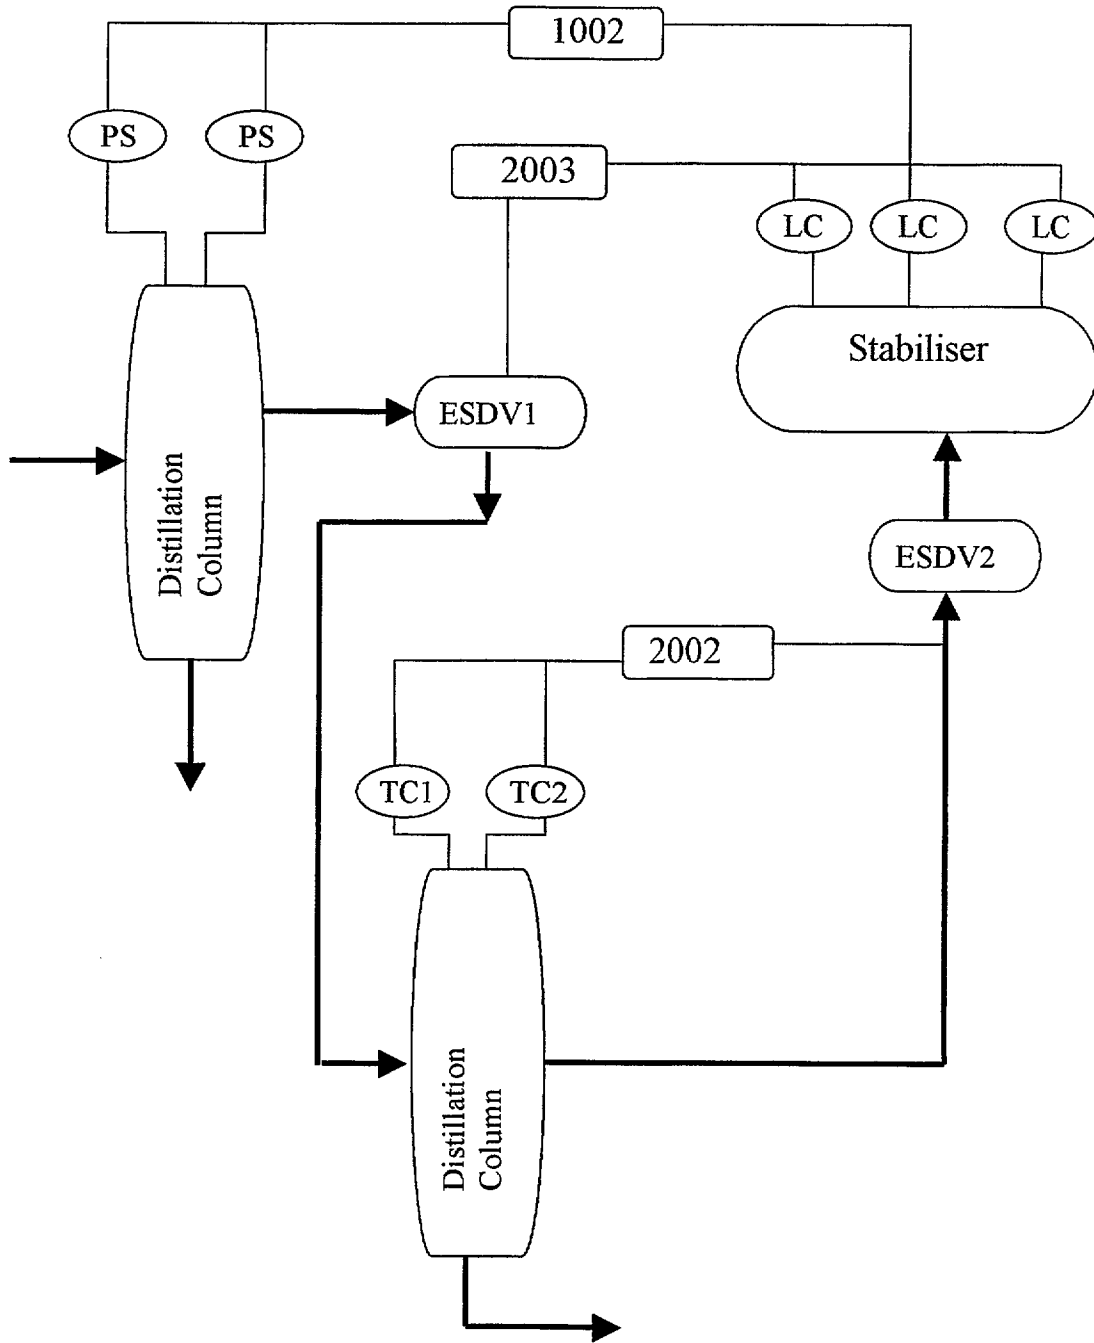 1002
PS
PS
2003
LC
LC
LC
Stabiliser
ESDV1
Distillation
Column
ESDV2
2002
TC1
TC2
Distillation
Column